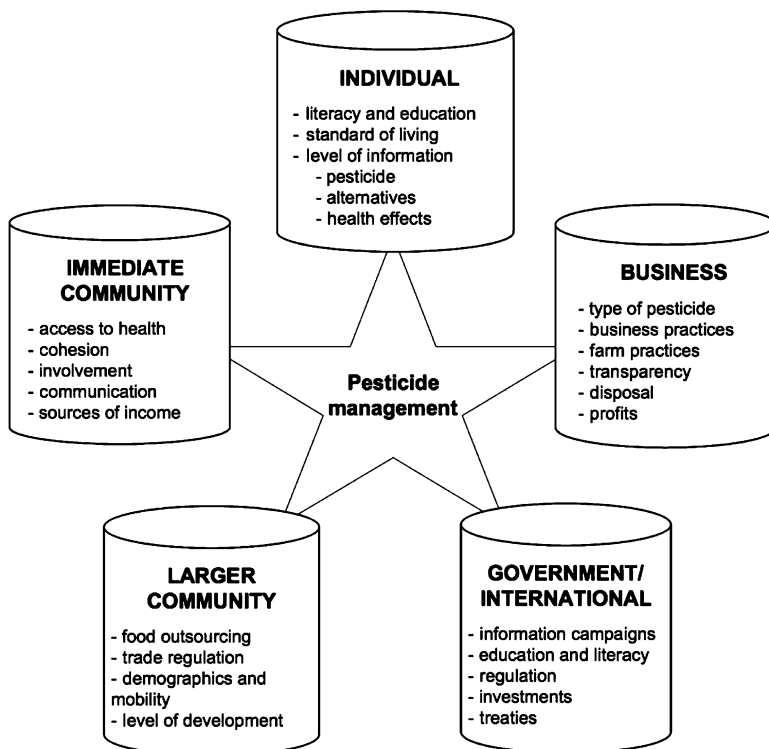 INDIVIDUAL
- literacy and education
- standard of living
- level of information
- pesticide
- alternatives
- health effects
IMMEDIATE
COMMUNITY
- access to health
- cohesion
- involvement
- communication
- sources of income
BUSINESS
- type of pesticide
- business practices
- farm practices
- transparency
- disposal
- profits
Pesticide
management
LARGER
COMMUNITY
- food outsourcing
- trade regulation
- demographics and
mobility
- level of development
GOVERNMENT/
INTERNATIONAL
- information campaigns
- education and literacy
- regulation
- investments
- treaties